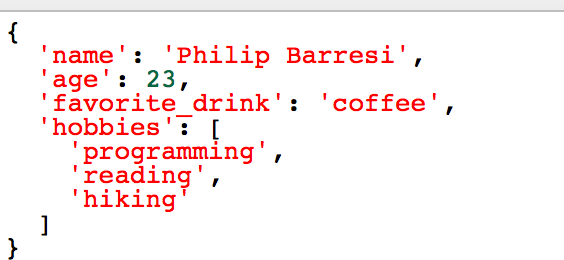 {
  'name': 'Philip Barresi',
  'age': 23,
  'favorite_drink': 'coffee',
  'hobbies': [
    'programming',
    'reading',
    'hiking'
  ]
}